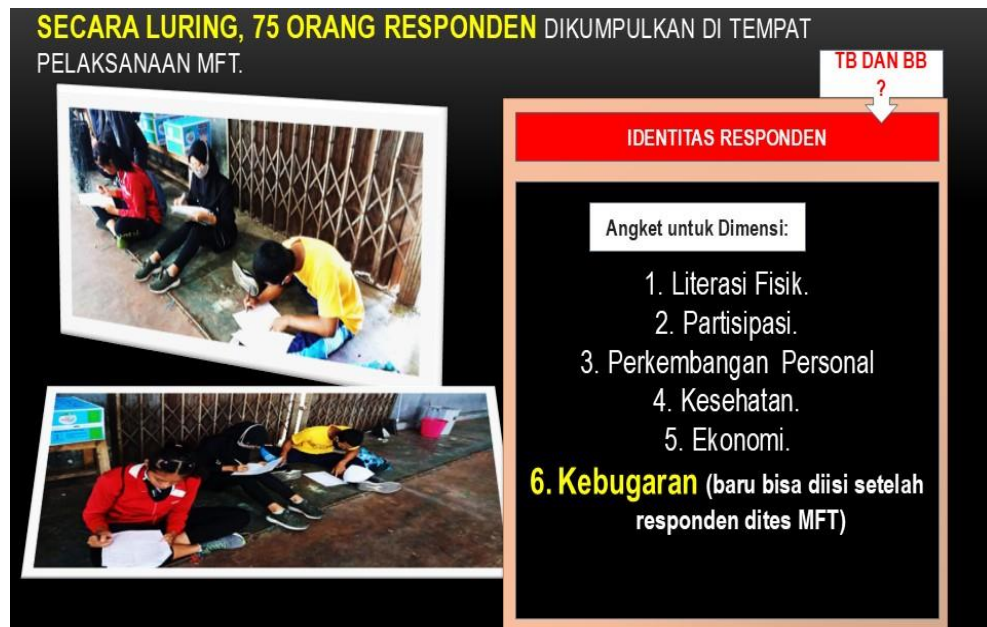 SECARA LURING, 75 ORANG RESPONDEN DIKUMPULKAN DI TEMPAT
PELAKSANAAN MFT.
TB DAN BB
?
IDENTITAS RESPONDEN
Angket untuk Dimensi:
1. Literasi Fisik.
2. Partisipasi.
3. Perkembangan Personal
4. Kesehatan.
5. Ekonomi.
6. Kebugaran (baru bisa diisi setelah
responden dites MFT)